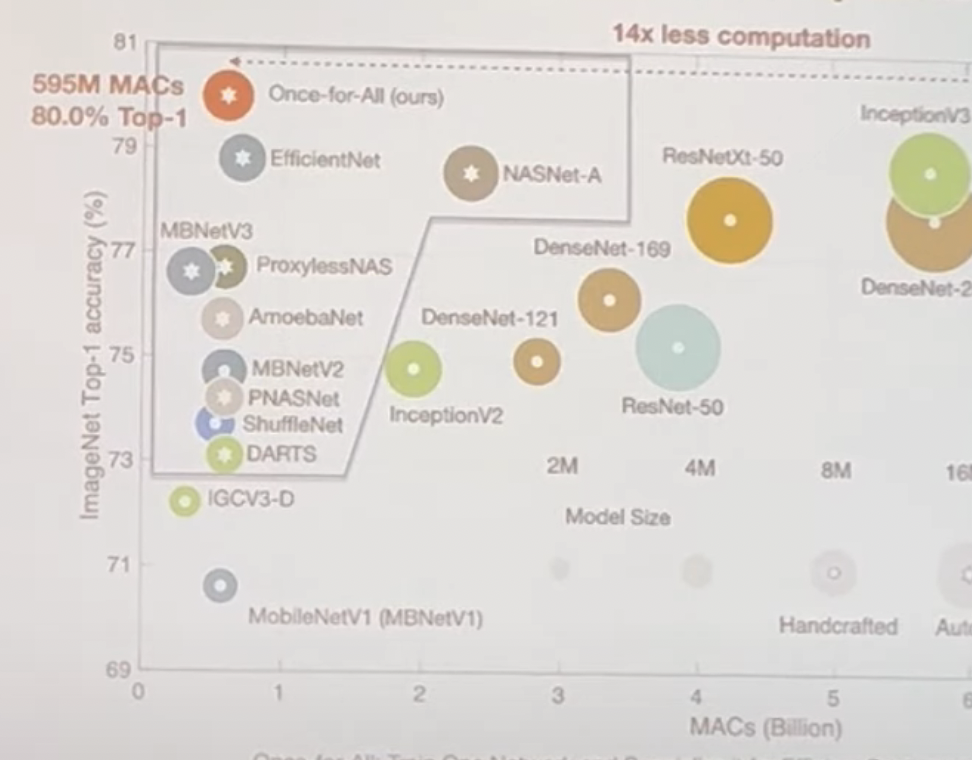 14x less computation
81
595M MACs
80.0% Top-1
Once-for-All (ours)
InceptionV3
79
EfficientNet
NASNet-A
ResNetXt-50
MBNetV3
77
ProxylessNAS
DenseNet-169
DenseNet-2
AmoebaNet
DenseNet-121
75
MBNetV2
PNASNet
InceptionV2
ResNet-50
ShuffleNet
73
DARTS
2M
4M
8M
IGCV3-D
Model Size
ImageNet Top-1 accuracy (%)
71
MobileNetV1 (MBNetV1)
Handcrafted
69
0
1
2
3
4
5
6
MACs (Billion)